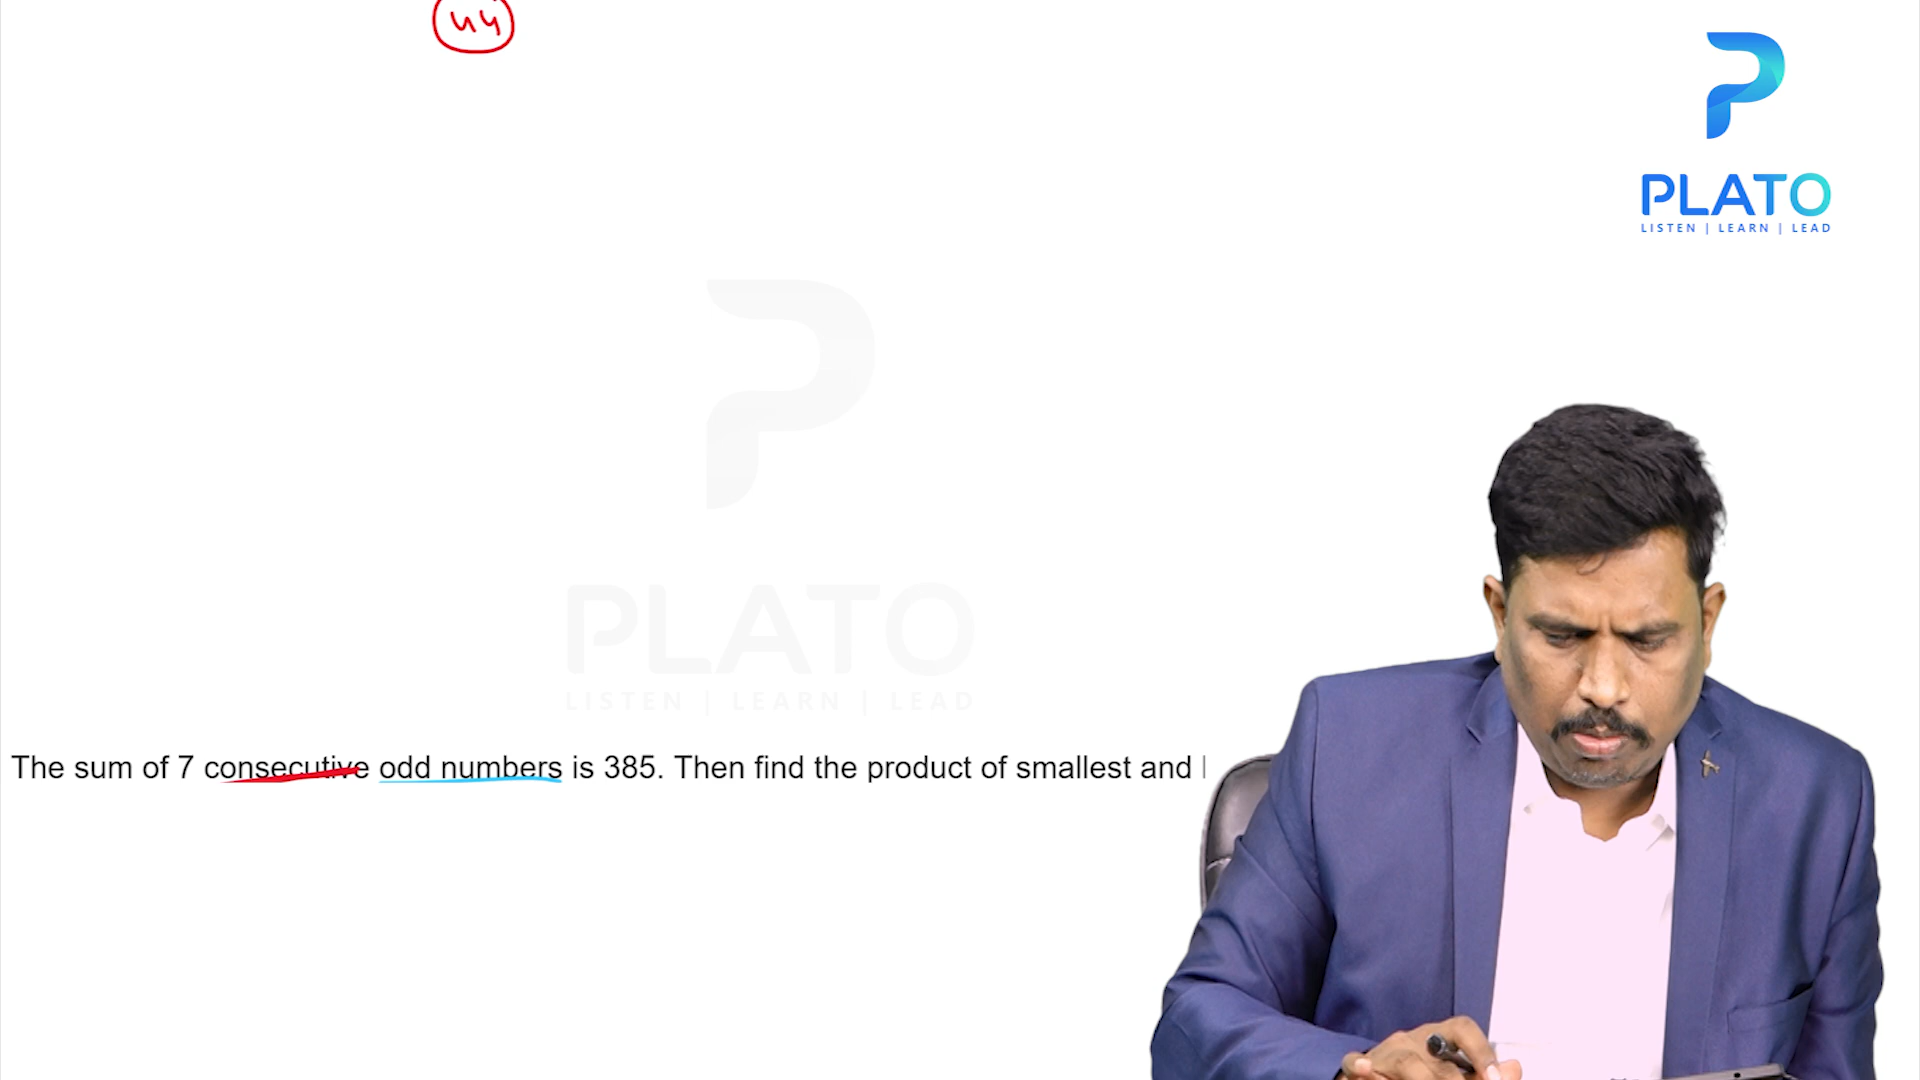 44
PLATO
LISTEN | LEARN | LEAD
PLATO
LISTEN | LEARN | LEAD
The sum of 7 consecutive odd numbers is 385. Then find the product of smallest and